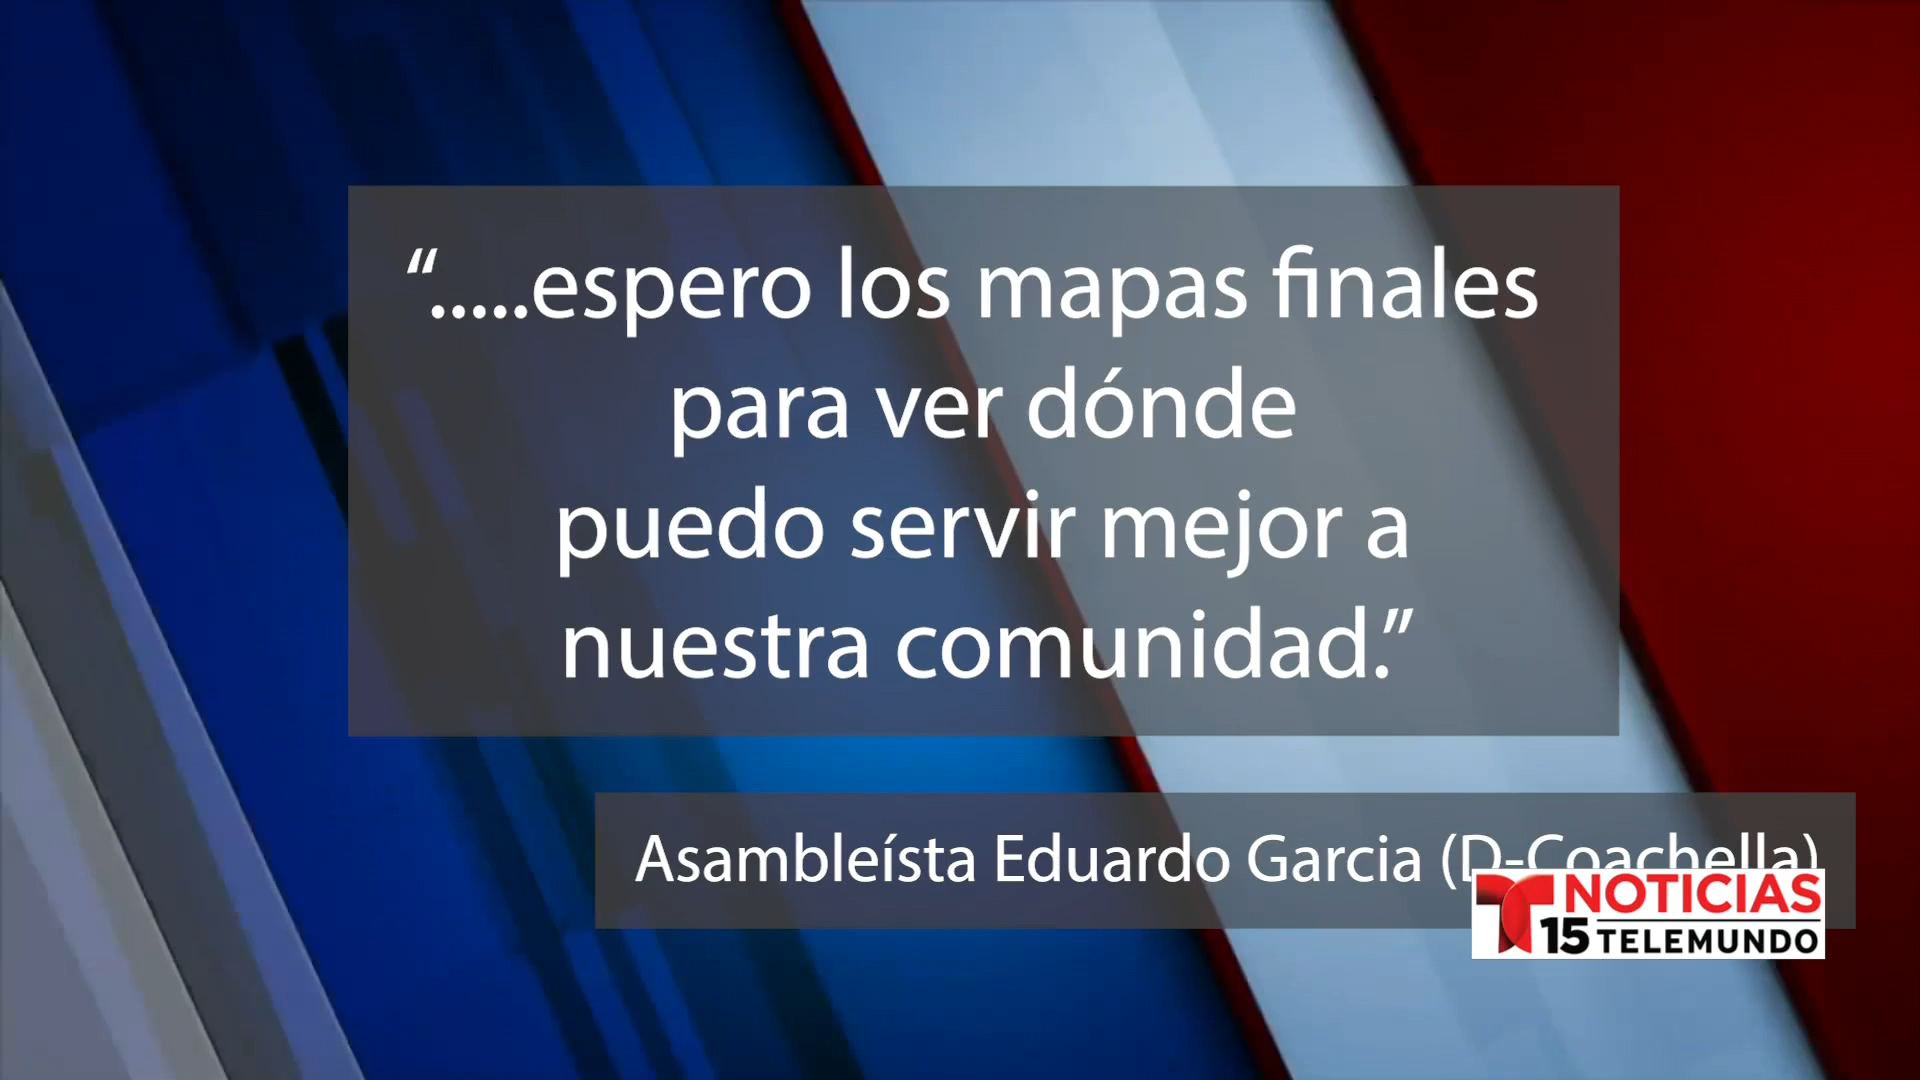 “.....espero los mapas finales
para ver dónde
puedo servir mejor a
nuestra comunidad.”
Asambleísta Eduardo Garcia (D-Coachella)
NOTICIAS
15 TELEMUNDO